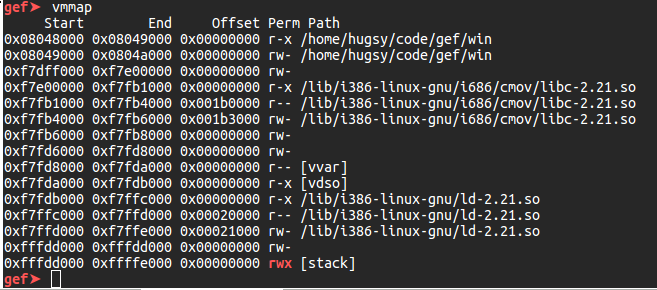 gef➤ vmmap
Start End Offset Perm Path
0x08048000 0x08049000 0x00000000 r-x /home/hugsy/code/gef/win
0x08049000 0x0804a000 0x00000000 rw- /home/hugsy/code/gef/win
0xf7dff000 0xf7e00000 0x00000000 rw-
0xf7e00000 0xf7fb1000 0x00000000 r-x /lib/i386-linux-gnu/i686/cmov/libc-2.21.so
0xf7fb1000 0xf7fb4000 0x001b0000 r-- /lib/i386-linux-gnu/i686/cmov/libc-2.21.so
0xf7fb4000 0xf7fb6000 0x001b3000 rw- /lib/i386-linux-gnu/i686/cmov/libc-2.21.so
0xf7fb6000 0xf7fb8000 0x00000000 rw-
0xf7fd6000 0xf7fd8000 0x00000000 rw-
0xf7fd8000 0xf7fda000 0x00000000 r-- [vvar]
0xf7fda000 0xf7fdb000 0x00000000 r-x [vdso]
0xf7fdb000 0xf7ffc000 0x00000000 r-x /lib/i386-linux-gnu/ld-2.21.so
0xf7ffc000 0xf7ffd000 0x00020000 r-- /lib/i386-linux-gnu/ld-2.21.so
0xf7ffd000 0xf7ffe000 0x00021000 rw- /lib/i386-linux-gnu/ld-2.21.so
0xfffdd000 0xfffdd000 0x00000000 rw-
0xfffdd000 0xffffe000 0x00000000 rwx [stack]
gef➤